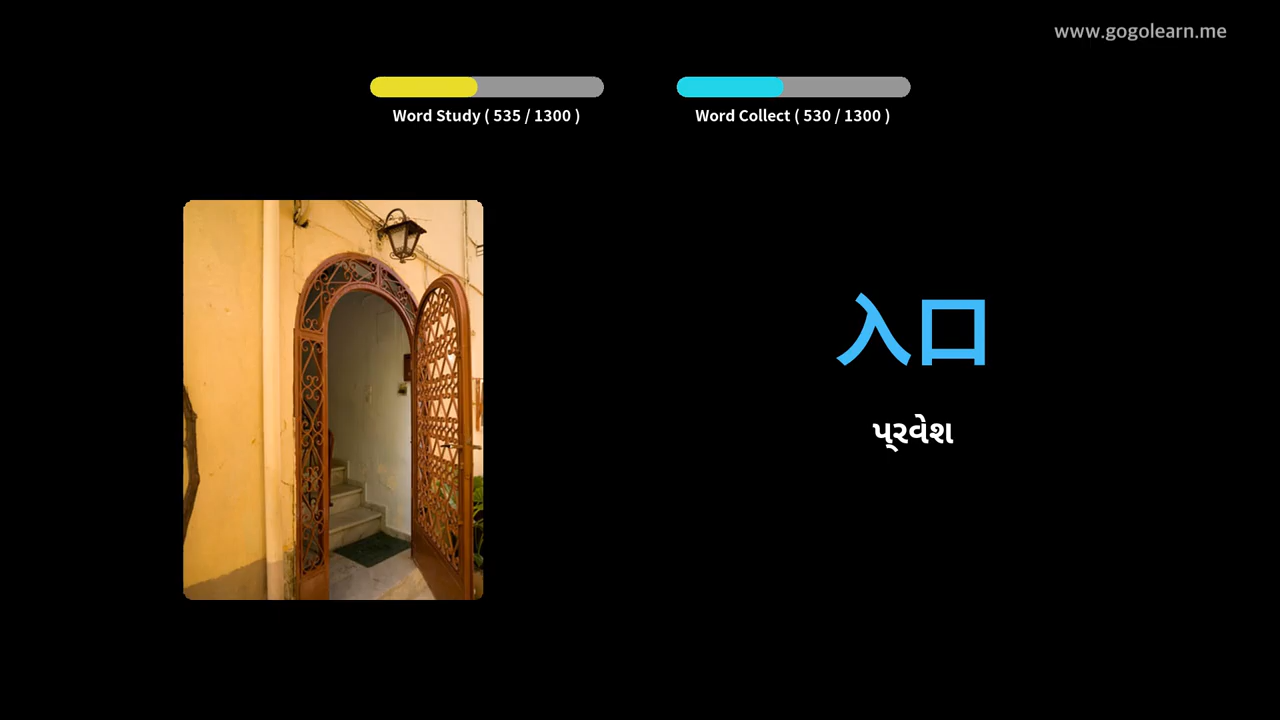 www.gogolearn.me
Word Study ( 535 / 1300 )
Word Collect ( 530 / 1300 )
入口
પ્રવેશ